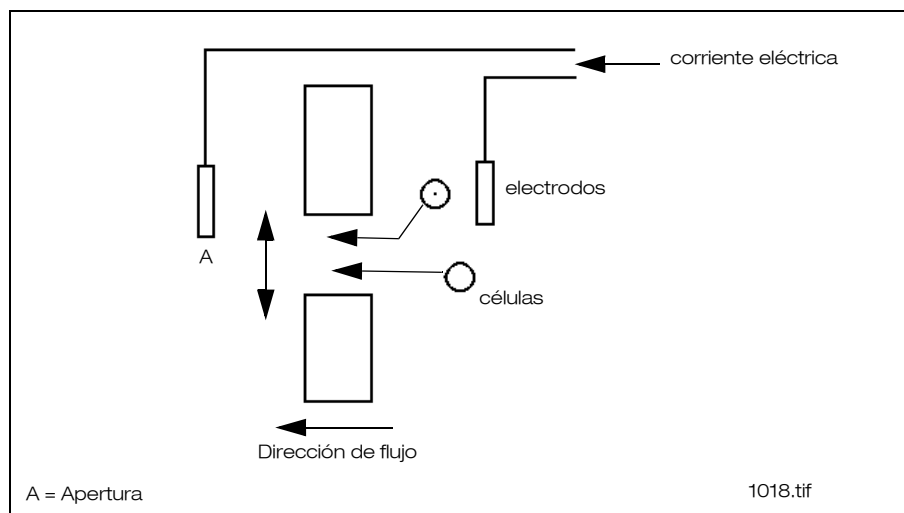 corriente eléctrica
electrodos
A
células
Dirección de flujo
A = Apertura
1018.tif